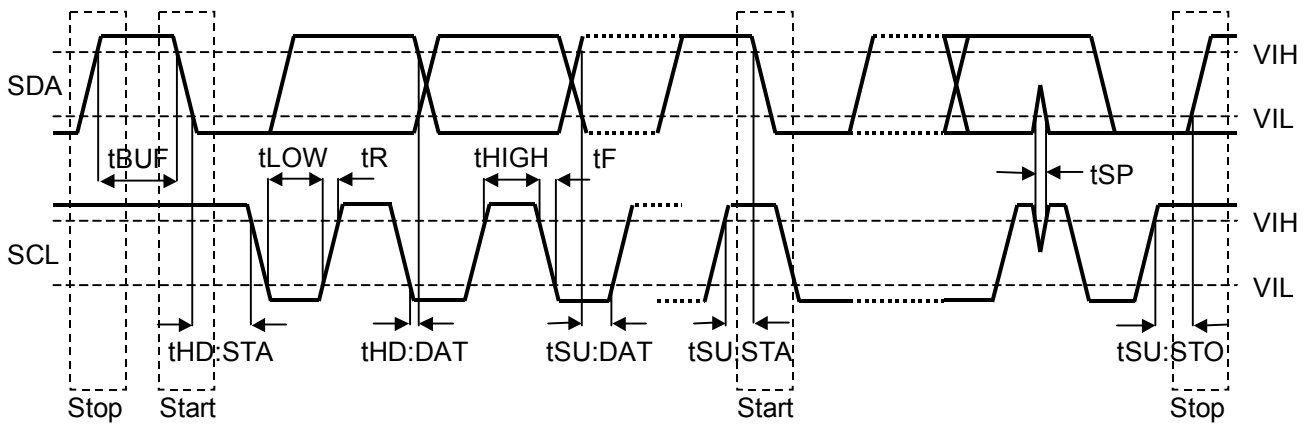 VIH
SDA
VIL
tBUF tLOW tR tHIGH tF
tSP
VIH
SCL
VIL
tHD:STA tHD:DAT tSU:DAT tSU:STA tSU:STO
Stop Start Start Stop